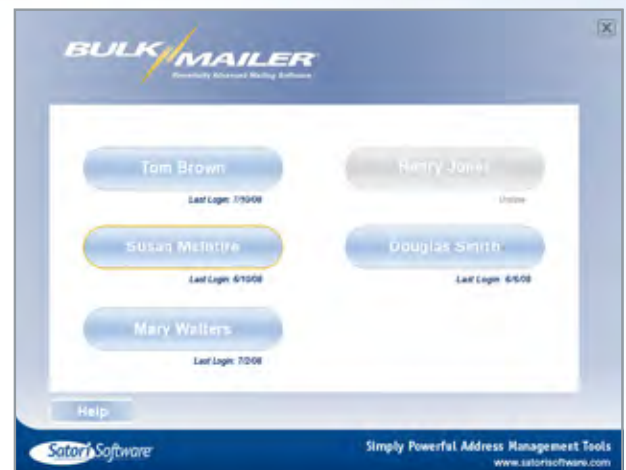 BULK MAILER
Tom Brown
Last Login: 7/10/08
Henry Jones
Susan McIntire
Last Login: 6/10/08
Douglas Smith
Last Login: 6/6/08
Mary Walters
Last Login: 7/2/08
Help
Satori Software
Simply Powerful Address Management Tools
www.satorisoftware.com